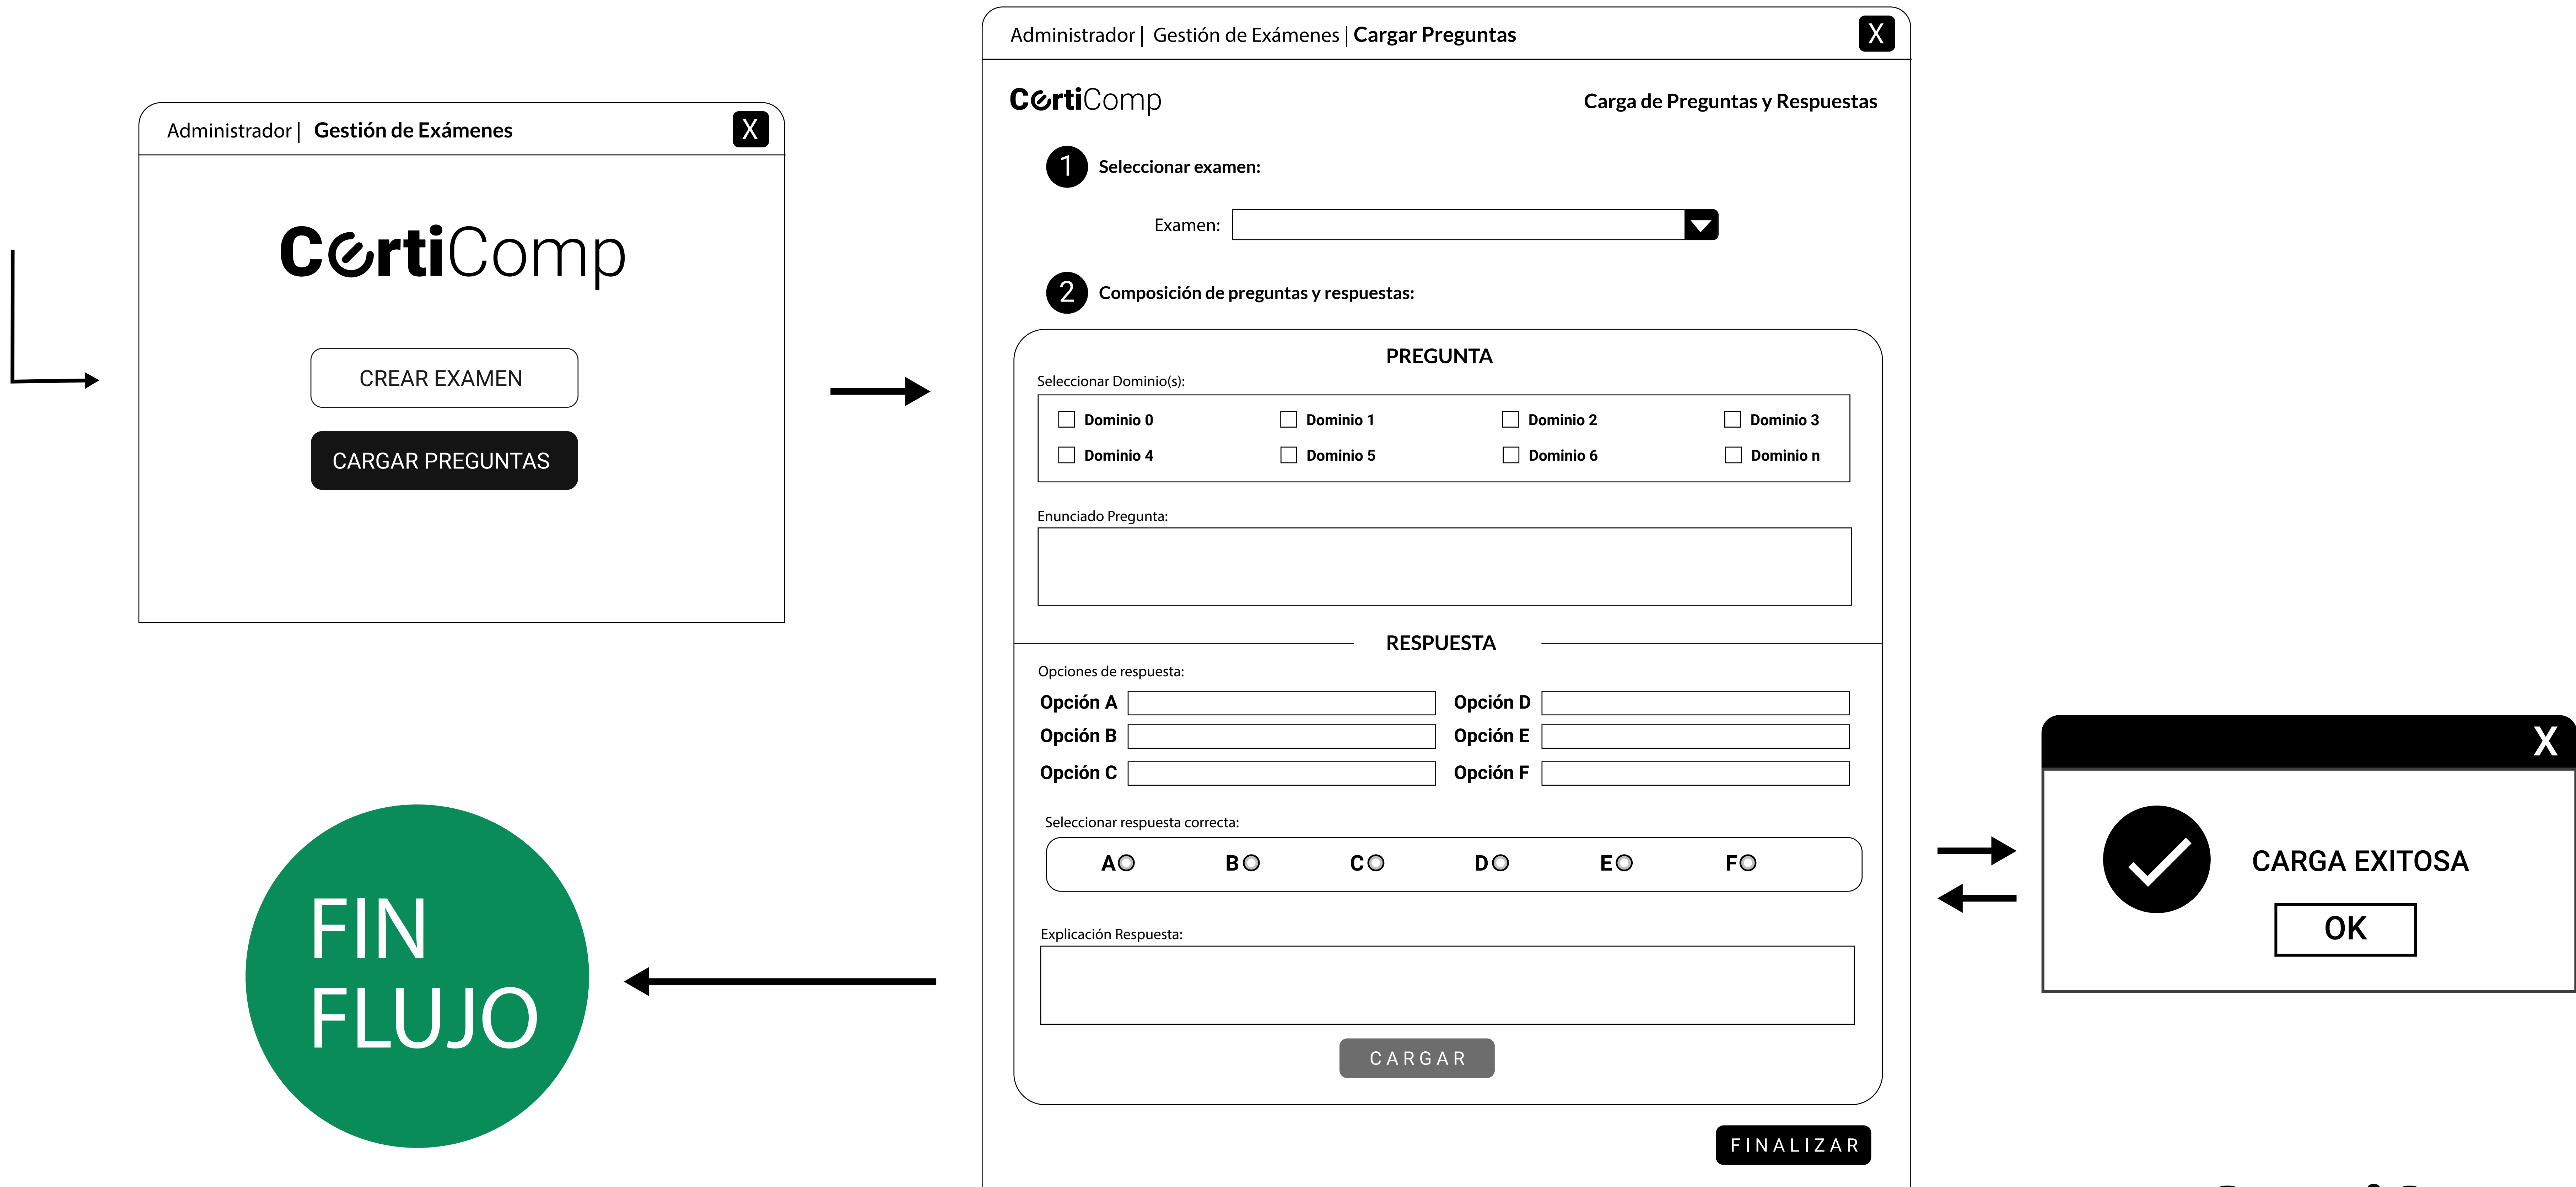 Administrador | Gestión de Exámenes
X
CertiComp
CREAR EXAMEN
CARGAR PREGUNTAS
Administrador | Gestión de Exámenes | Cargar Preguntas
X
CertiComp
Carga de Preguntas y Respuestas
1 Seleccionar examen:
Examen:
2 Composición de preguntas y respuestas:
PREGUNTA
Seleccionar Dominio(s):
Dominio 0 Dominio 1 Dominio 2 Dominio 3
Dominio 4 Dominio 5 Dominio 6 Dominio n
Enunciado Pregunta:
RESPUESTA
Opciones de respuesta:
Opción A Opción D
Opción B Opción E
Opción C Opción F
Seleccionar respuesta correcta:
A B C D E F
Explicación Respuesta:
CARGAR
FINALIZAR
X
CARGA EXITOSA
OK
FIN
FLUJO